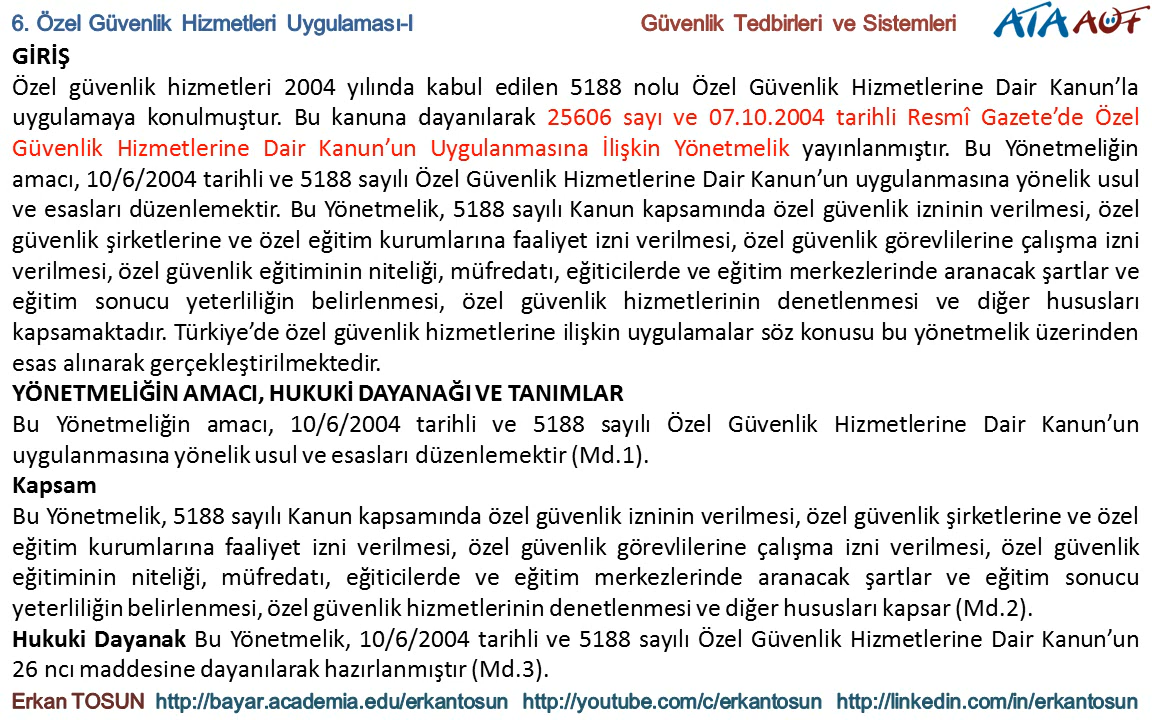 6. Özel Güvenlik Hizmetleri Uygulaması-I Güvenlik Tedbirleri ve Sistemleri ATA AÖF
GİRİŞ
Özel güvenlik hizmetleri 2004 yılında kabul edilen 5188 nolu Özel Güvenlik Hizmetlerine Dair Kanun’la
uygulamaya konulmuştur. Bu kanuna dayanılarak 25606 sayı ve 07.10.2004 tarihli Resmî Gazete’de Özel
Güvenlik Hizmetlerine Dair Kanun’un Uygulanmasına İlişkin Yönetmelik yayınlanmıştır. Bu Yönetmeliğin
amacı, 10/6/2004 tarihli ve 5188 sayılı Özel Güvenlik Hizmetlerine Dair Kanun’un uygulanmasına yönelik usul
ve esasları düzenlemektir. Bu Yönetmelik, 5188 sayılı Kanun kapsamında özel güvenlik izninin verilmesi, özel
güvenlik şirketlerine ve özel eğitim kurumlarına faaliyet izni verilmesi, özel güvenlik görevlilerine çalışma izni
verilmesi, özel güvenlik eğitiminin niteliği, müfredatı, eğiticilerde ve eğitim merkezlerinde aranacak şartlar ve
eğitim sonucu yeterliliğin belirlenmesi, özel güvenlik hizmetlerinin denetlenmesi ve diğer hususları
kapsamaktadır. Türkiye’de özel güvenlik hizmetlerine ilişkin uygulamalar söz konusu bu yönetmelik üzerinden
esas alınarak gerçekleştirilmektedir.
YÖNETMELİĞİN AMACI, HUKUKİ DAYANAĞI VE TANIMLAR
Bu Yönetmeliğin amacı, 10/6/2004 tarihli ve 5188 sayılı Özel Güvenlik Hizmetlerine Dair Kanun’un
uygulanmasına yönelik usul ve esasları düzenlemektir (Md.1).
Kapsam
Bu Yönetmelik, 5188 sayılı Kanun kapsamında özel güvenlik izninin verilmesi, özel güvenlik şirketlerine ve özel
eğitim kurumlarına faaliyet izni verilmesi, özel güvenlik görevlilerine çalışma izni verilmesi, özel güvenlik
eğitiminin niteliği, müfredatı, eğiticilerde ve eğitim merkezlerinde aranacak şartlar ve eğitim sonucu
yeterliliğin belirlenmesi, özel güvenlik hizmetlerinin denetlenmesi ve diğer hususları kapsar (Md.2).
Hukuki Dayanak Bu Yönetmelik, 10/6/2004 tarihli ve 5188 sayılı Özel Güvenlik Hizmetlerine Dair Kanun’un
26 ncı maddesine dayanılarak hazırlanmıştır (Md.3).
Erkan TOSUN http://bayar.academia.edu/erkantosun http://youtube.com/c/erkantosun http://linkedin.com/in/erkantosun